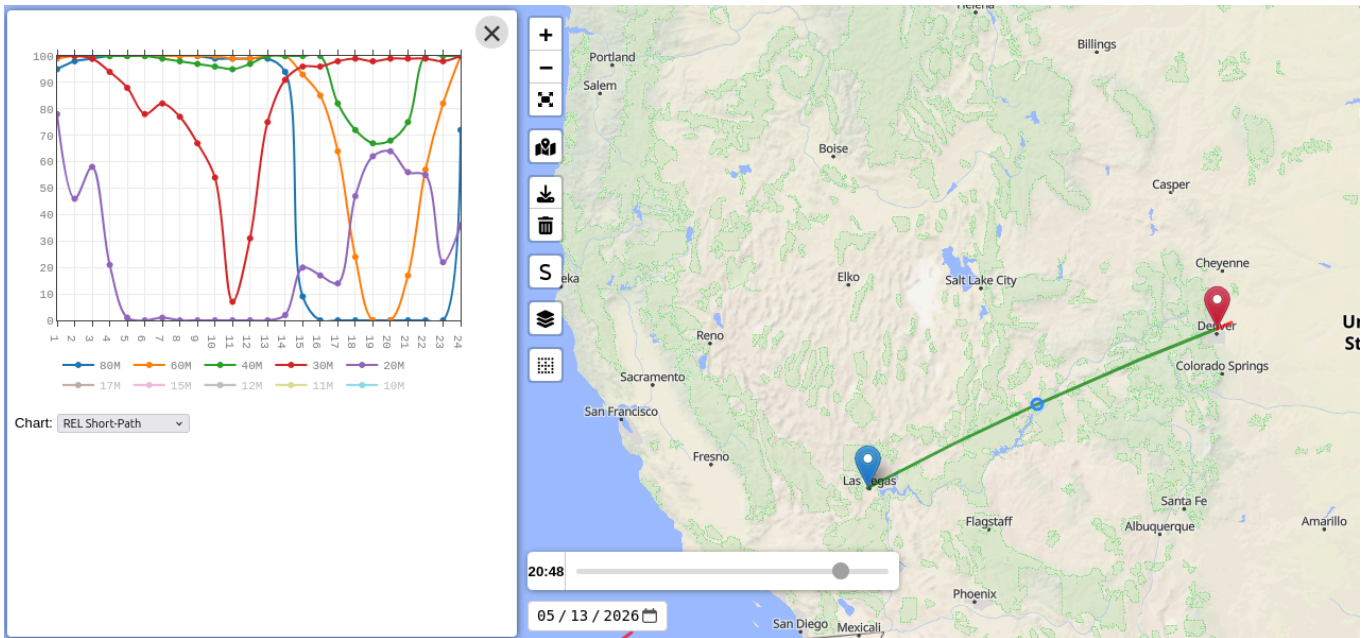 100
90
80
70
60
50
40
30
20
10
0
1 2 3 4 5 6 7 8 9 10 11 12 13 14 15 16 17 18 19 20 21 22 23 24
80M 60M 40M 30M 20M
17M 15M 12M 11M 10M
Chart: REL Short-Path
+
−
S
20:48
05/13/2026
Helena
Portland
Billings
Salem
Boise
Casper
eka
Elko
Salt Lake City
Cheyenne
Reno
Denver
Un
St
Sacramento
Colorado Springs
San Francisco
Fresno
Las Vegas
Santa Fe
Flagstaff
Albuquerque
Amarillo
Phoenix
San Diego
Mexicali